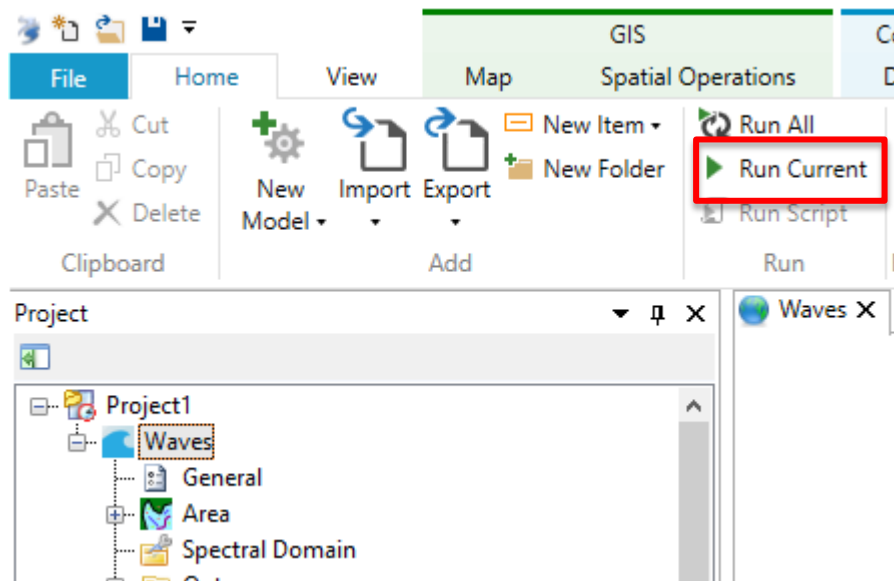 GIS
File
Home
View
Map
Spatial Operations
Paste
Cut
Copy
Delete
Clipboard
New Model
Import
Export
New Item
New Folder
Add
Run All
Run Current
Run Script
Run
Project
Waves X
Project1
Waves
General
Area
Spectral Domain